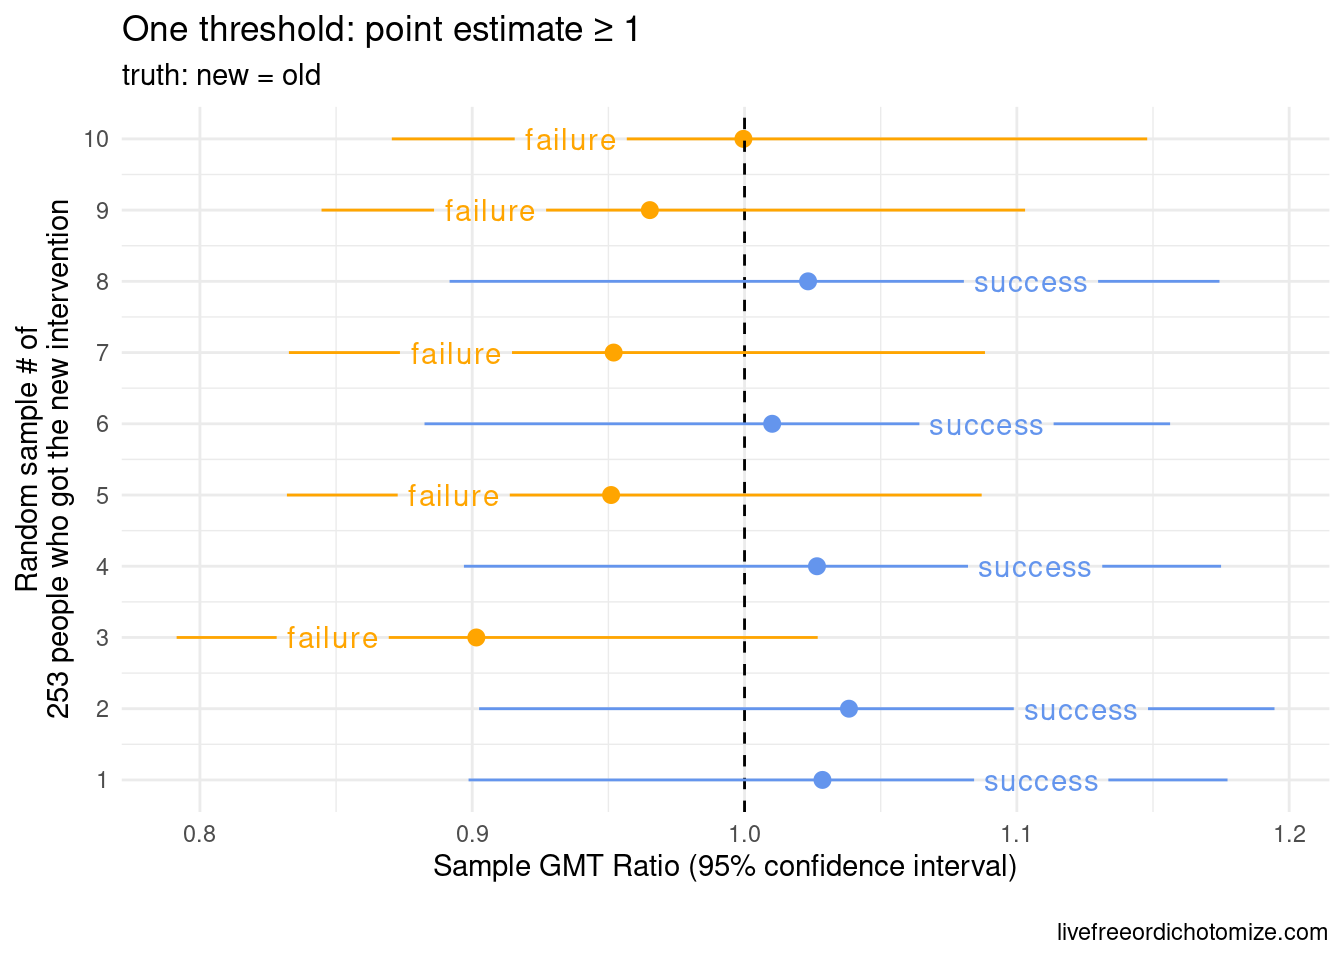 One threshold: point estimate ≥ 1
truth: new = old
Random sample # of
253 people who got the new intervention
10
failure
9
failure
8
success
7
failure
6
success
5
failure
4
success
3
failure
2
success
1
success
0.8 0.9 1.0 1.1 1.2
Sample GMT Ratio (95% confidence interval)
livefreeordichotomize.com